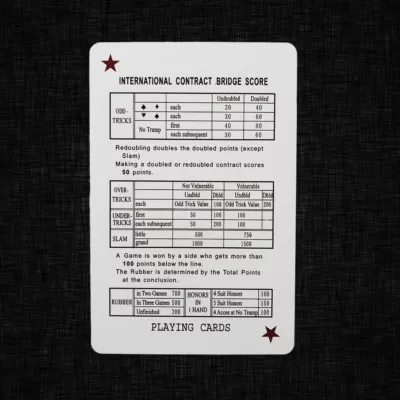 INTERNATIONAL CONTRACT BRIDGE SCORE
Undoubled Doubled
ODD-TRICKS ♠ ♦ each 20 40
♥ ♣ each 30 60
No Tramp first 40 80
each subsequent 30 60
Redoubling doubles the doubled points (except
Slam)
Making a doubled or redoubled contract scores
50 points.
Not Vulnerable Vulnerable
OVER-TRICKS Undbld Dbld Undbld Dbld
each Odd Trick Value 100 Odd Trick Value 200
UNDER-TRICKS first 50 100 100
each subsequent 50 200
SLAM little 500 750
grand 1000 1500
A Game is won by a side who gets more than
100 points below the line.
The Rubber is determined by the Total Points
at the conclusion.
RUBBER in Two Games 700 HONORS IN 1 HAND 4 Suit Honors 100
in Three Games 500 5 Suit Honors 150
Unfinished 300 4 Aces at No Tramp 150
PLAYING CARDS